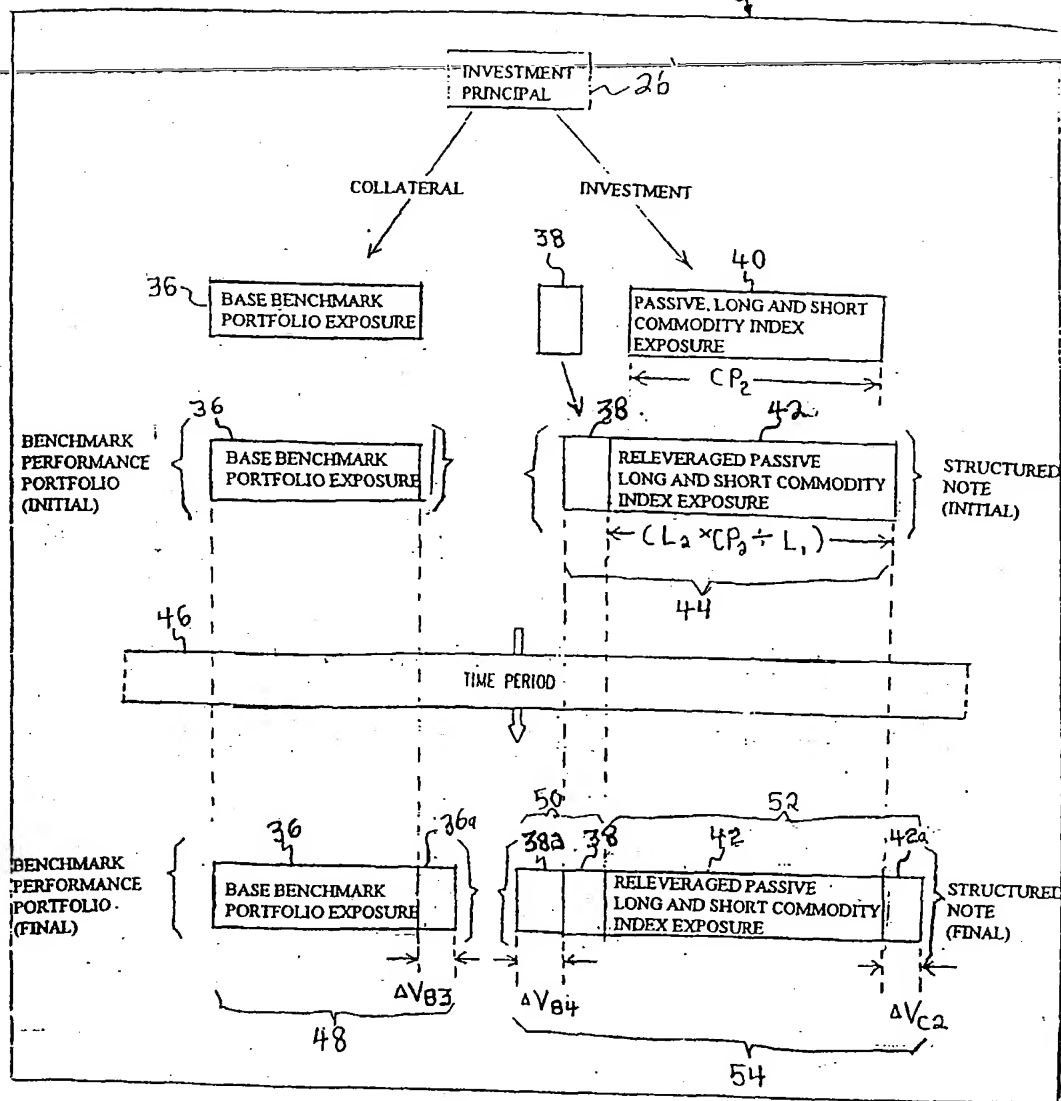 INVESTMENT
PRINCIPAL
26
COLLATERAL
INVESTMENT
38
40
36
BASE BENCHMARK
PORTFOLIO EXPOSURE
PASSIVE, LONG AND SHORT
COMMODITY INDEX
EXPOSURE
CP₂
36
38
42
BENCHMARK
PERFORMANCE
PORTFOLIO
(INITIAL)
BASE BENCHMARK
PORTFOLIO EXPOSURE
RELEVERAGED PASSIVE
LONG AND SHORT COMMODITY
INDEX EXPOSURE
STRUCTURED
NOTE
(INITIAL)
(L₂ × CP₂ ÷ L₁)
44
46
TIME PERIOD
50
52
36
36a
38a
38
42
42a
BENCHMARK
PERFORMANCE
PORTFOLIO
(FINAL)
BASE BENCHMARK
PORTFOLIO EXPOSURE
RELEVERAGED PASSIVE
LONG AND SHORT COMMODITY
INDEX EXPOSURE
STRUCTURED
NOTE
(FINAL)
ΔV_B3
ΔV_B4
ΔV_C2
48
54